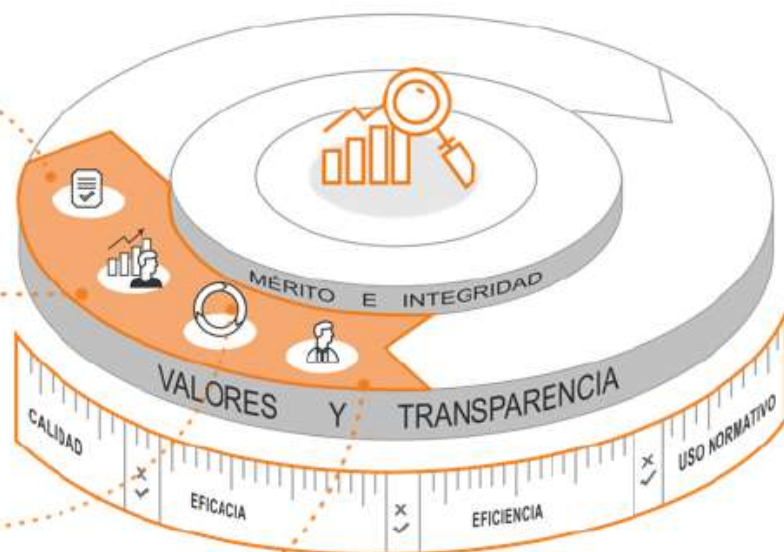 MÉRITO E INTEGRIDAD
VALORES Y TRANSPARENCIA
CALIDAD
EFICACIA
EFICIENCIA
USO NORMATIVO